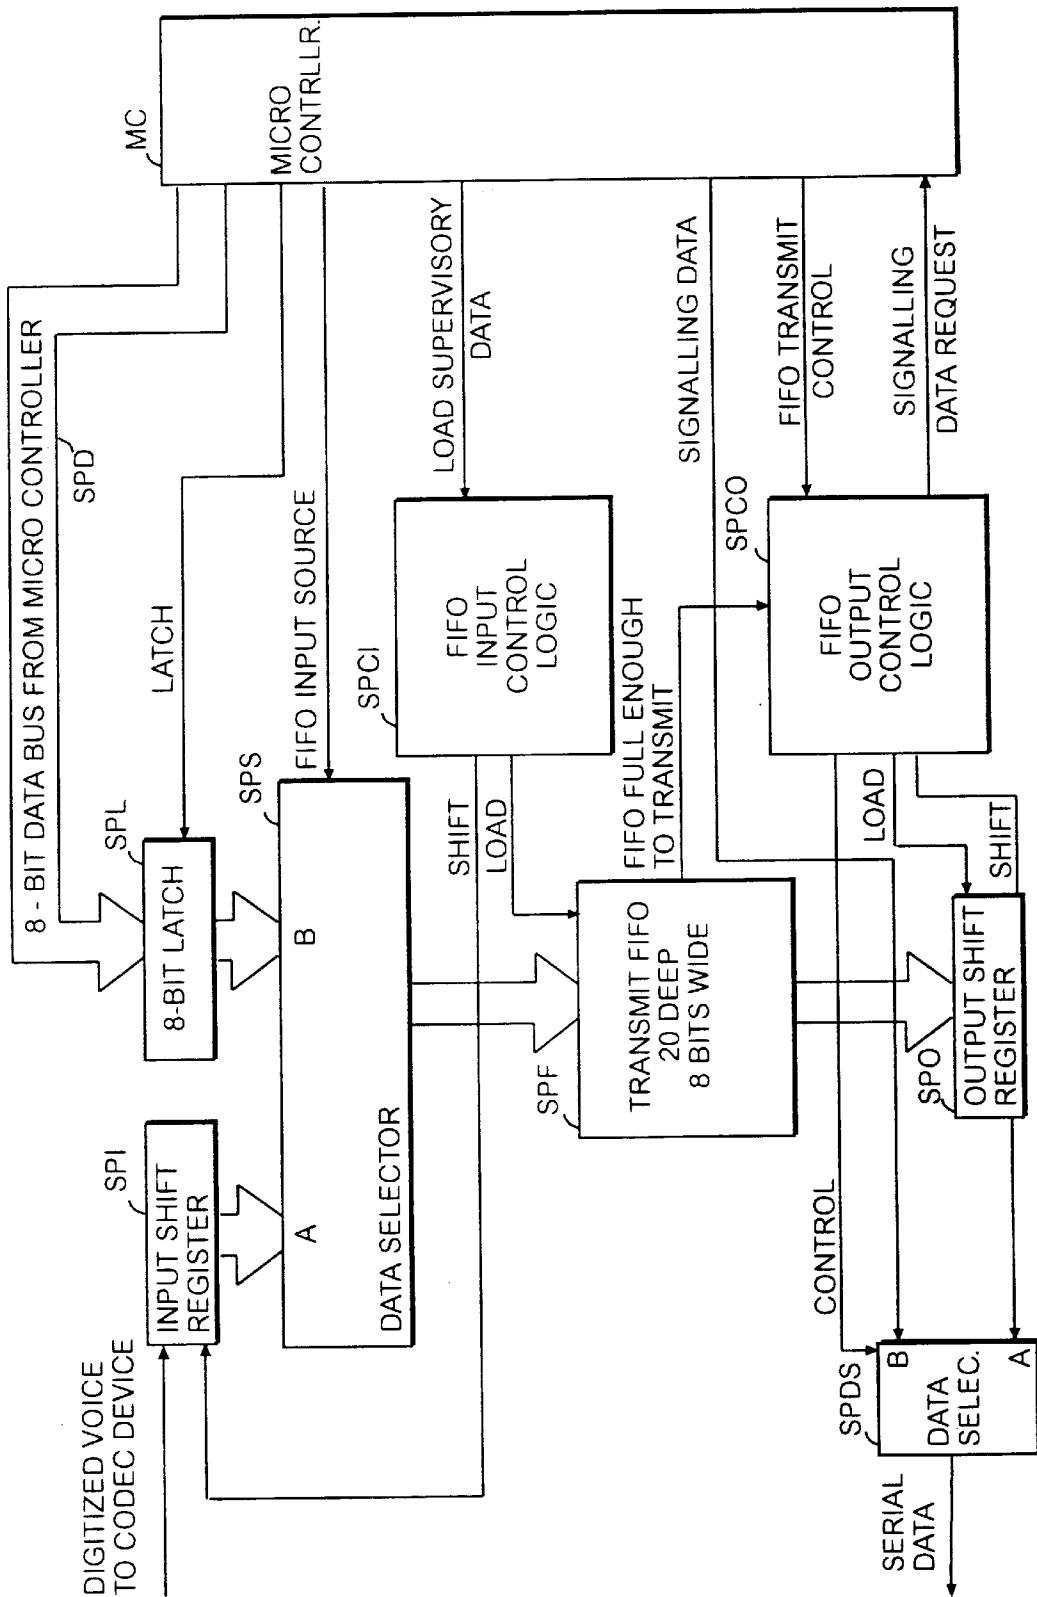 MC
MICRO
CONTRLLR.
8 - BIT DATA BUS FROM MICRO CONTROLLER
SPD
LATCH
FIFO INPUT SOURCE
LOAD SUPERVISORY
DATA
SIGNALLING DATA
FIFO TRANSMIT
CONTROL
SIGNALLING
DATA REQUEST
SPL
8-BIT LATCH
SPS
B
A
DATA SELECTOR
SPI
INPUT SHIFT
REGISTER
DIGITIZED VOICE
TO CODEC DEVICE
SPCI
FIFO
INPUT
CONTROL
LOGIC
SHIFT
LOAD
FIFO FULL ENOUGH
TO TRANSMIT
SPCO
FIFO
OUTPUT
CONTROL
LOGIC
SPF
TRANSMIT FIFO
20 DEEP
8 BITS WIDE
CONTROL
LOAD
SHIFT
SPO
OUTPUT SHIFT
REGISTER
SPDS
B
DATA
SELEC.
A
SERIAL
DATA